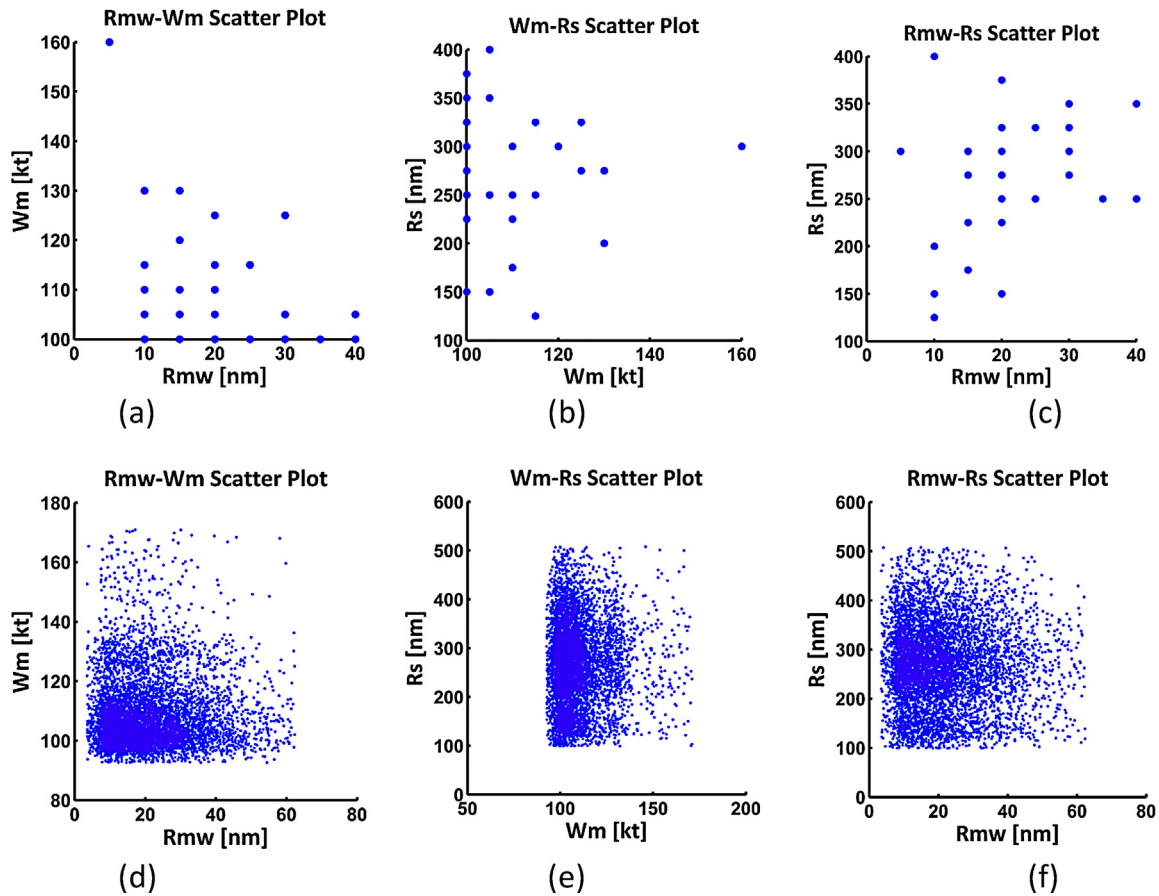 Rmw-Wm Scatter Plot
160
150
140
130
120
110
100
0
10
20
30
40
Wm [kt]
Rmw [nm]
(a)
Wm-Rs Scatter Plot
400
350
300
250
200
150
100
100
120
140
160
Rs [nm]
Wm [kt]
(b)
Rmw-Rs Scatter Plot
400
350
300
250
200
150
100
0
10
20
30
40
Rs [nm]
Rmw [nm]
(c)
Rmw-Wm Scatter Plot
180
160
140
120
100
80
0
20
40
60
80
Wm [kt]
Rmw [nm]
(d)
Wm-Rs Scatter Plot
600
500
400
300
200
100
0
50
100
150
200
Rs [nm]
Wm [kt]
(e)
Rmw-Rs Scatter Plot
600
500
400
300
200
100
0
0
20
40
60
80
Rs [nm]
Rmw [nm]
(f)